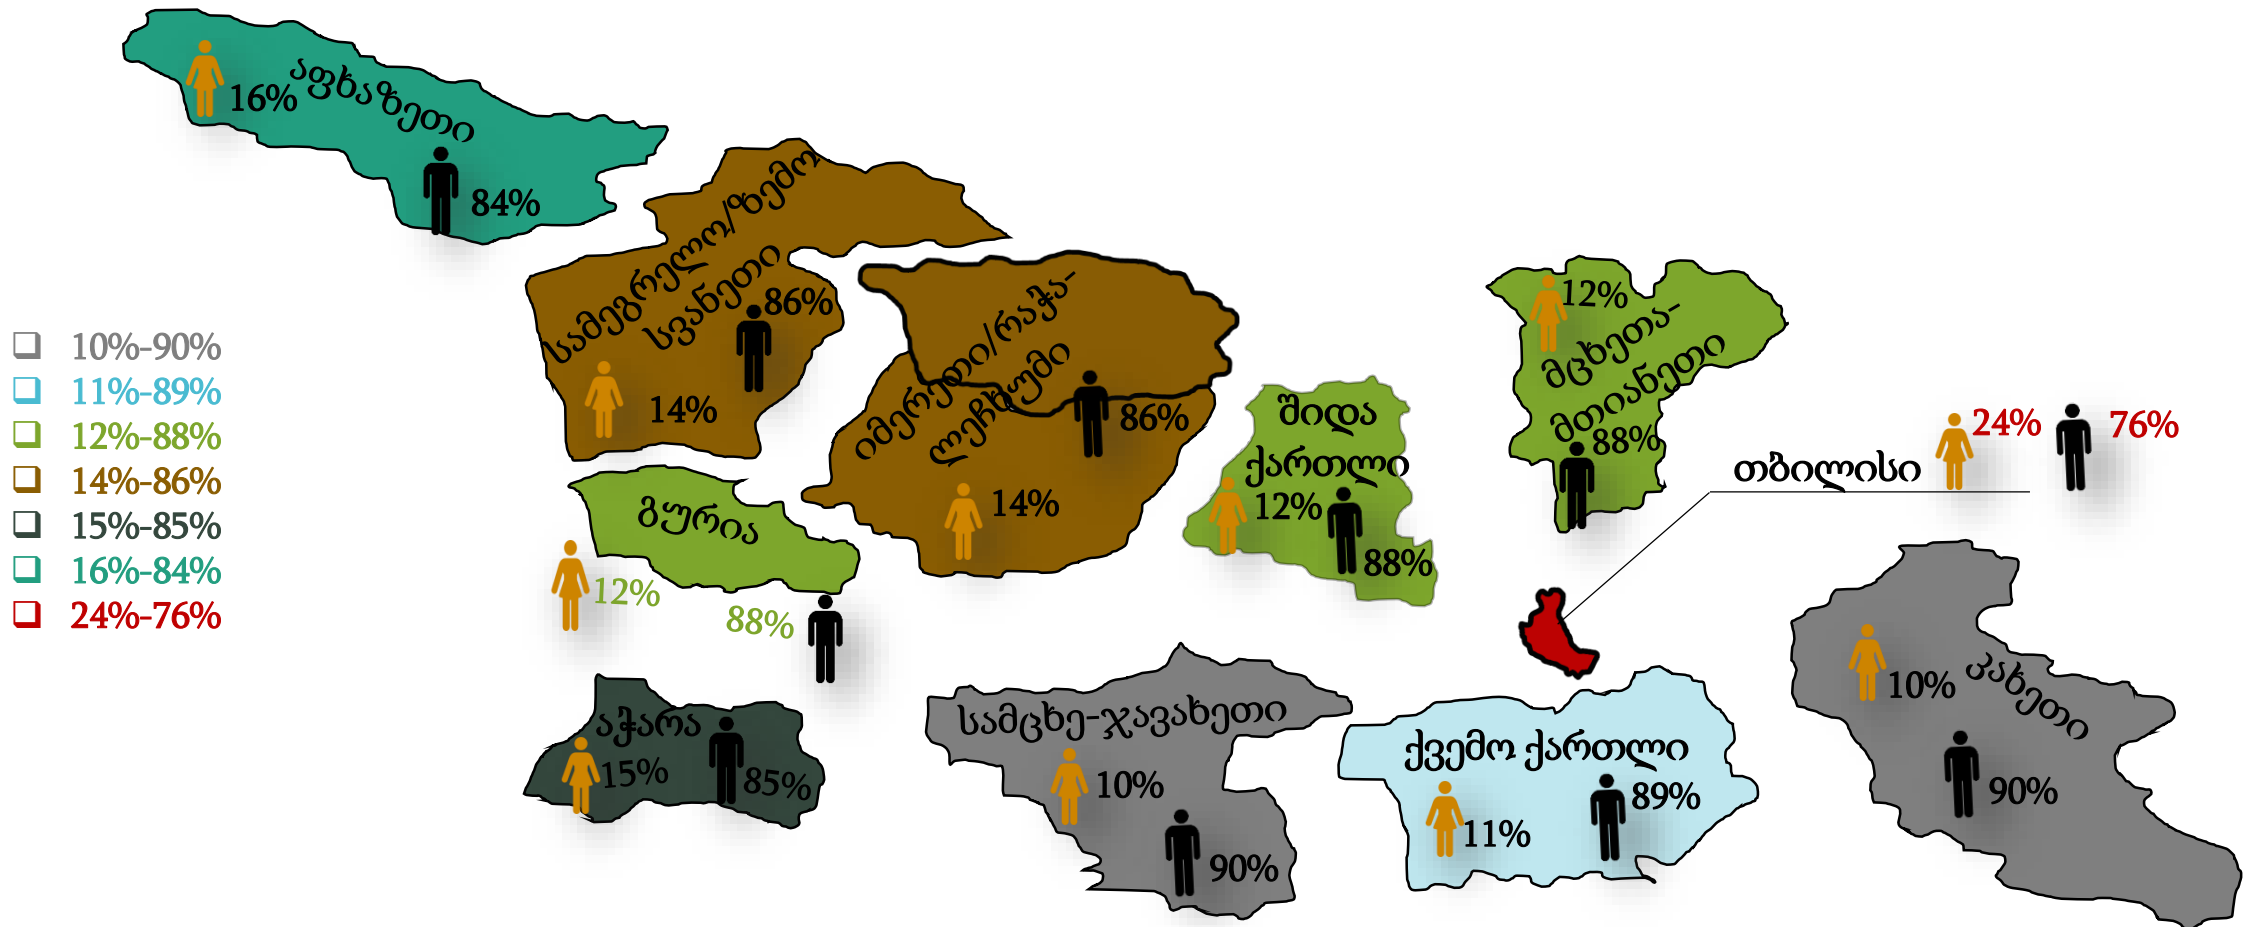 აფხაზეთი
16%
84%
სამეგრელო/ზემო
სვანეთი
86%
14%
იმერეთი/რაჭა-
ლეჩხუმი
86%
14%
შიდა
ქართლი
12%
88%
12%
მცხეთა-
მთიანეთი
88%
თბილისი
24%
76%
10%-90%
11%-89%
12%-88%
14%-86%
15%-85%
16%-84%
24%-76%
გურია
12%
88%
აჭარა
15%
85%
სამცხე-ჯავახეთი
10%
90%
ქვემო ქართლი
11%
89%
კახეთი
10%
90%